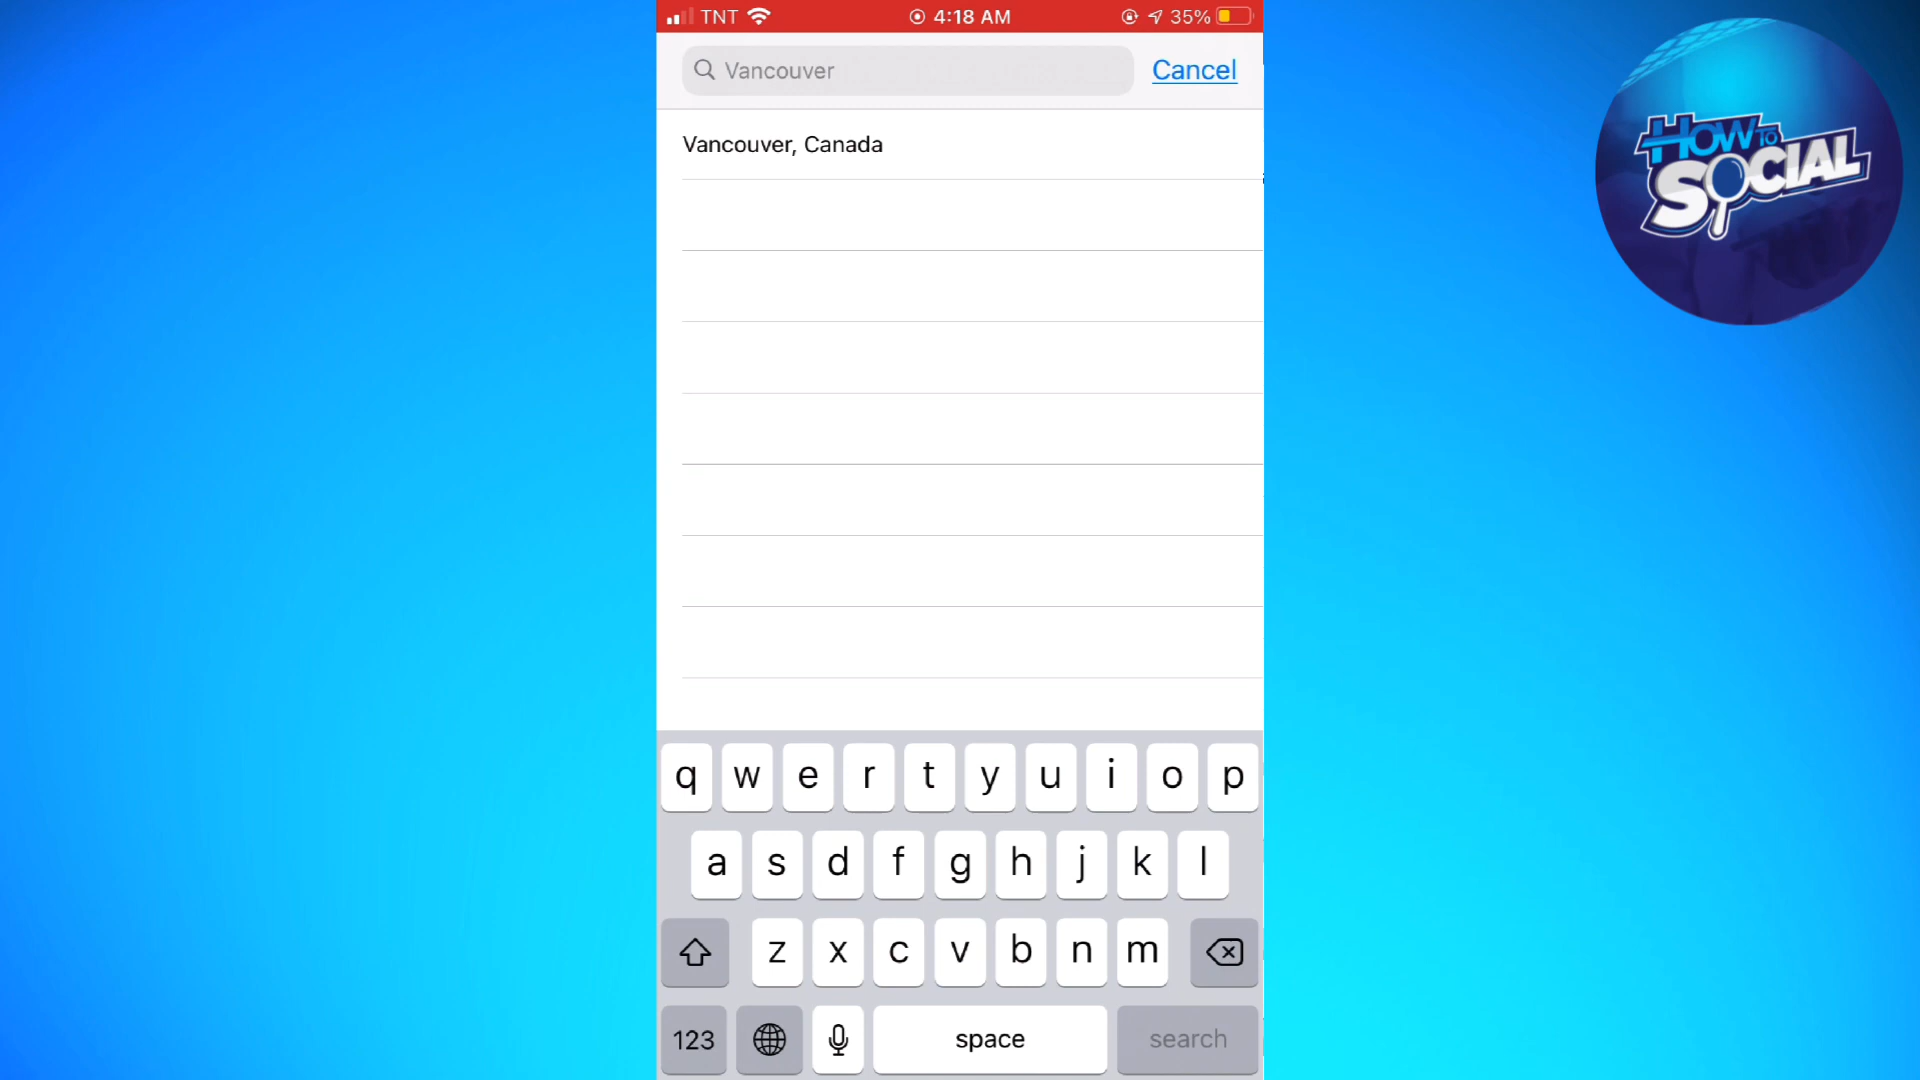 TNT 4:18 AM 35%
Vancouver Cancel
Vancouver, Canada
HOW TO
SOCIAL
q w e r t y u i o p
a s d f g h j k l
z x c v b n m
123 space search